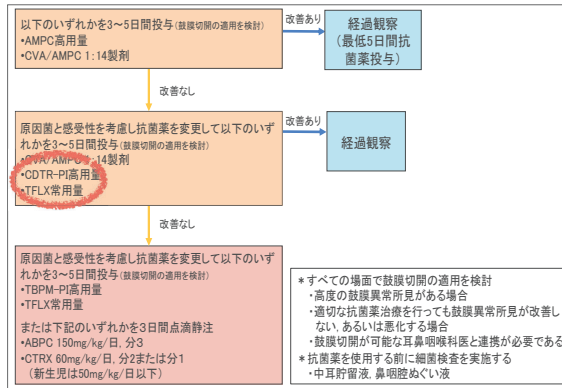 以下のいずれかを3～5日間投与(鼓膜切開の適用を検討)
•AMPC高用量
•CVA/AMPC 1:14製剤
改善あり
経過観察
(最低5日間抗
菌薬投与)
改善なし
原因菌と感受性を考慮し抗菌薬を変更して以下のいず
れかを3～5日間投与(鼓膜切開の適用を検討)
•CVA/AMPC 1:14製剤
•CDTR-PI高用量
•TFLX常用量
改善あり
経過観察
改善なし
原因菌と感受性を考慮し抗菌薬を変更して以下のいず
れかを3～5日間投与(鼓膜切開の適用を検討)
•TBPM-PI高用量
•TFLX常用量
または下記のいずれかを3日間点滴静注
•ABPC 150mg/kg/日, 分3
•CTRX 60mg/kg/日, 分2または分1
(新生児は50mg/kg/日以下)
＊すべての場面で鼓膜切開の適用を検討
・高度の鼓膜異常所見がある場合
・適切な抗菌薬治療を行っても鼓膜異常所見が改善し
ない, あるいは悪化する場合
・鼓膜切開が可能な耳鼻咽喉科医と連携が必要である
＊抗菌薬を使用する前に細菌検査を実施する
・中耳貯留液, 鼻咽腔ぬぐい液